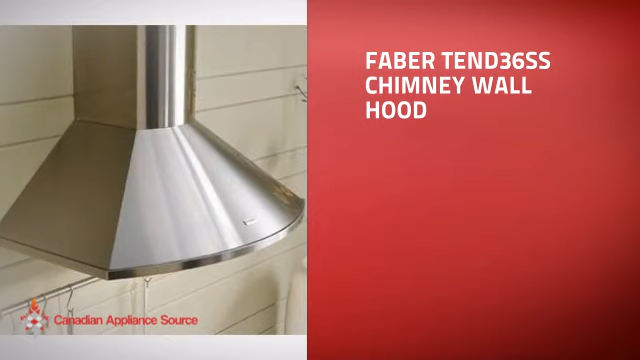 FABER TEND36SS
CHIMNEY WALL
HOOD
Canadian Appliance Source